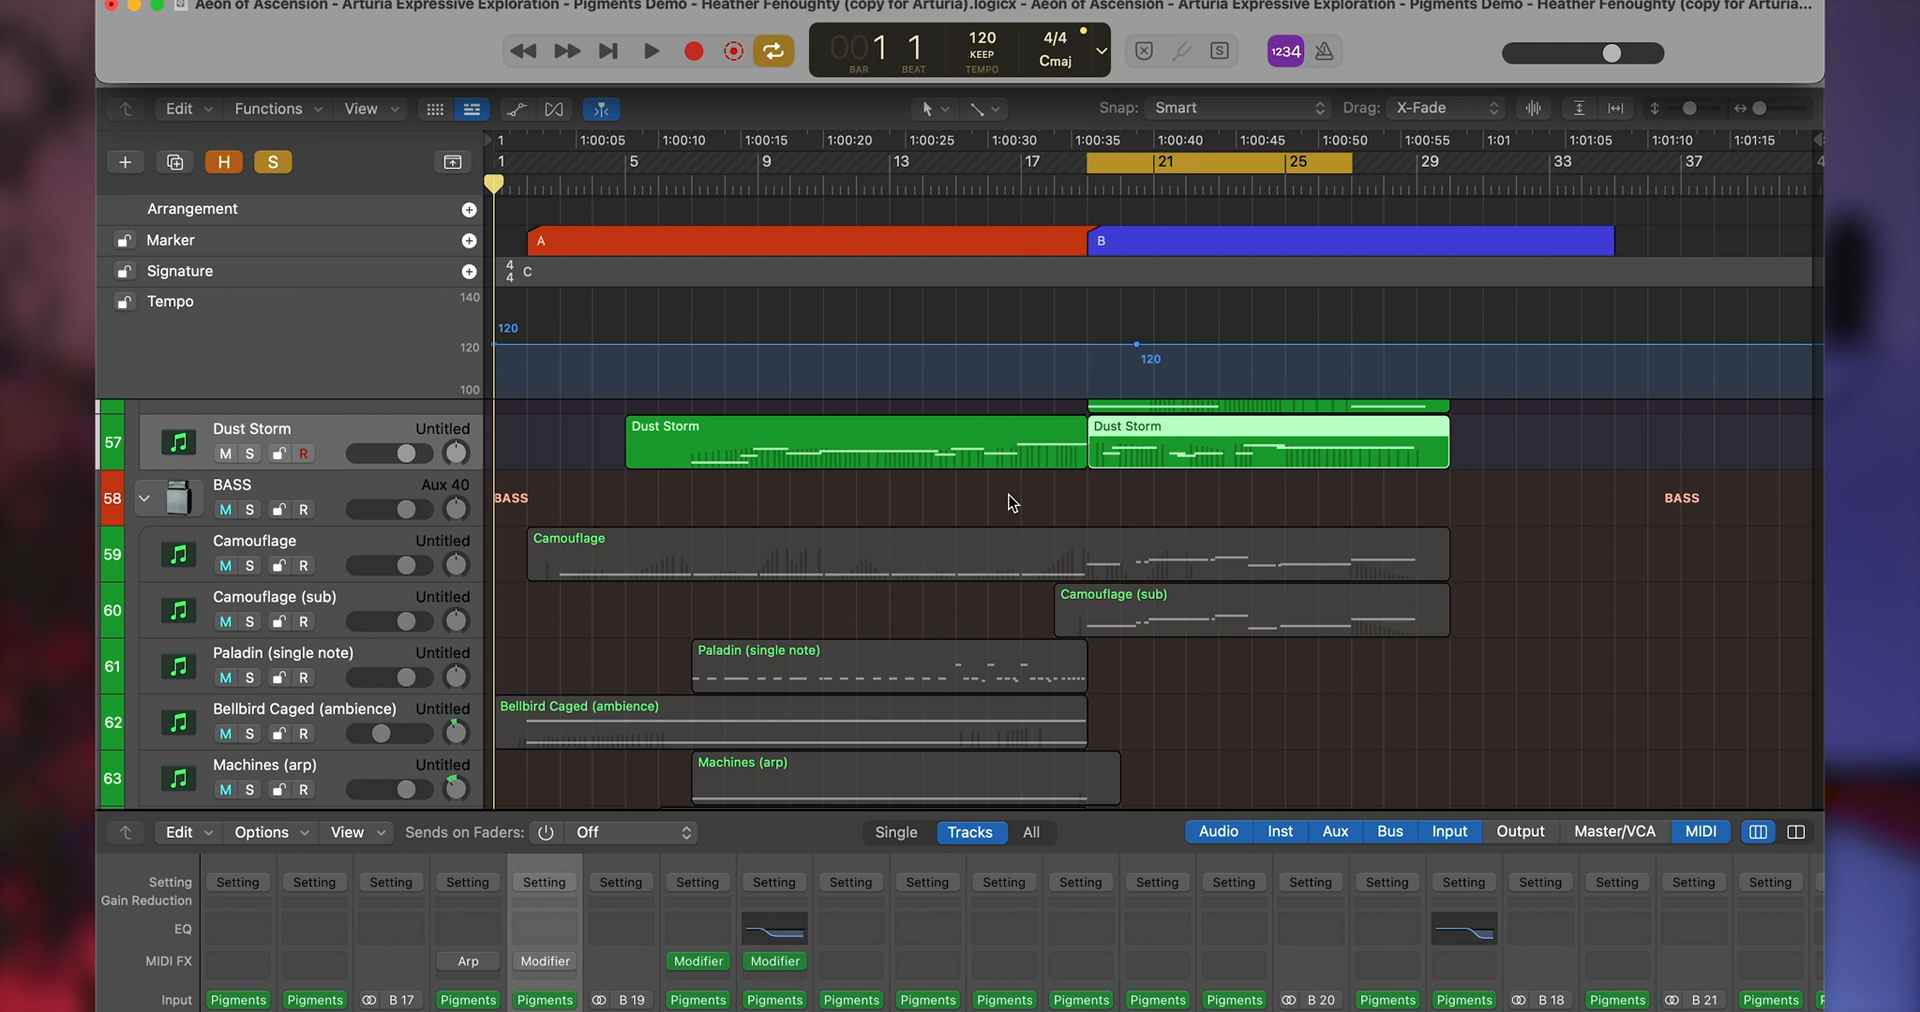 Aeon of Ascension - Arturia Expressive Exploration - Pigments Demo - Heather Fenoughty (copy for Arturia).logicx - Aeon of Ascension - Arturia Expressive Exploration - Pigments Demo - Heather Fenoughty (copy for Arturia...
001 1 120 KEEP 4/4 Cmaj
BAR BEAT TEMPO
S 1234
Edit Functions View Snap: Smart Drag: X-Fade
1 1:00:05 1:00:10 1:00:15 1:00:20 1:00:25 1:00:30 1:00:35 1:00:40 1:00:45 1:00:50 1:00:55 1:01 1:01:05 1:01:10 1:01:15
H S 1 5 9 13 17 21 25 29 33 37
Arrangement
Marker A B
Signature 4/4 C
Tempo 140
120
120
120
100
57 Dust Storm Untitled Dust Storm Dust Storm
M S R
58 BASS Aux 40 BASS BASS
M S R
59 Camouflage Untitled Camouflage
M S R
60 Camouflage (sub) Untitled Camouflage (sub)
M S R
61 Paladin (single note) Untitled Paladin (single note)
M S R
62 Bellbird Caged (ambience) Untitled Bellbird Caged (ambience)
M S R
63 Machines (arp) Untitled Machines (arp)
M S R
Edit Options View Sends on Faders: Off Single Tracks All Audio Inst Aux Bus Input Output Master/VCA MIDI
Setting Setting Setting Setting Setting Setting Setting Setting Setting Setting Setting Setting Setting Setting Setting Setting Setting Setting Setting Setting Setting Setting
Gain Reduction
EQ
MIDI FX Arp Modifier Modifier Modifier
Input Pigments Pigments B 17 Pigments Pigments B 19 Pigments Pigments Pigments Pigments Pigments Pigments Pigments Pigments B 20 Pigments Pigments B 18 Pigments B 21 Pigments